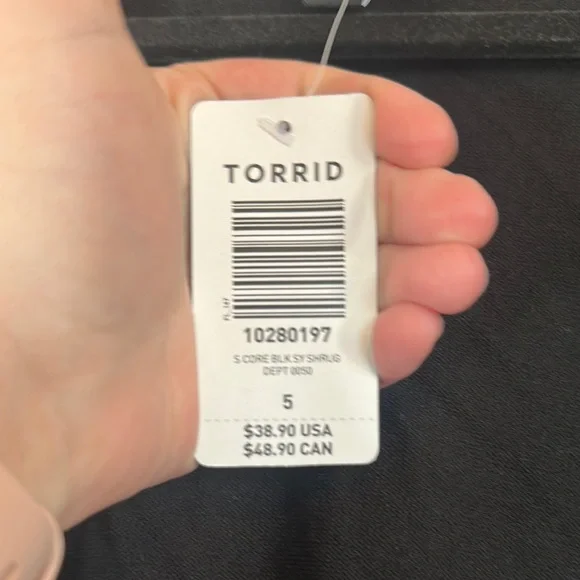 TORRID
10280197
S CORE BLK SY SHRUG
DEPT 0050
5
$38.90 USA
$48.90 CAN